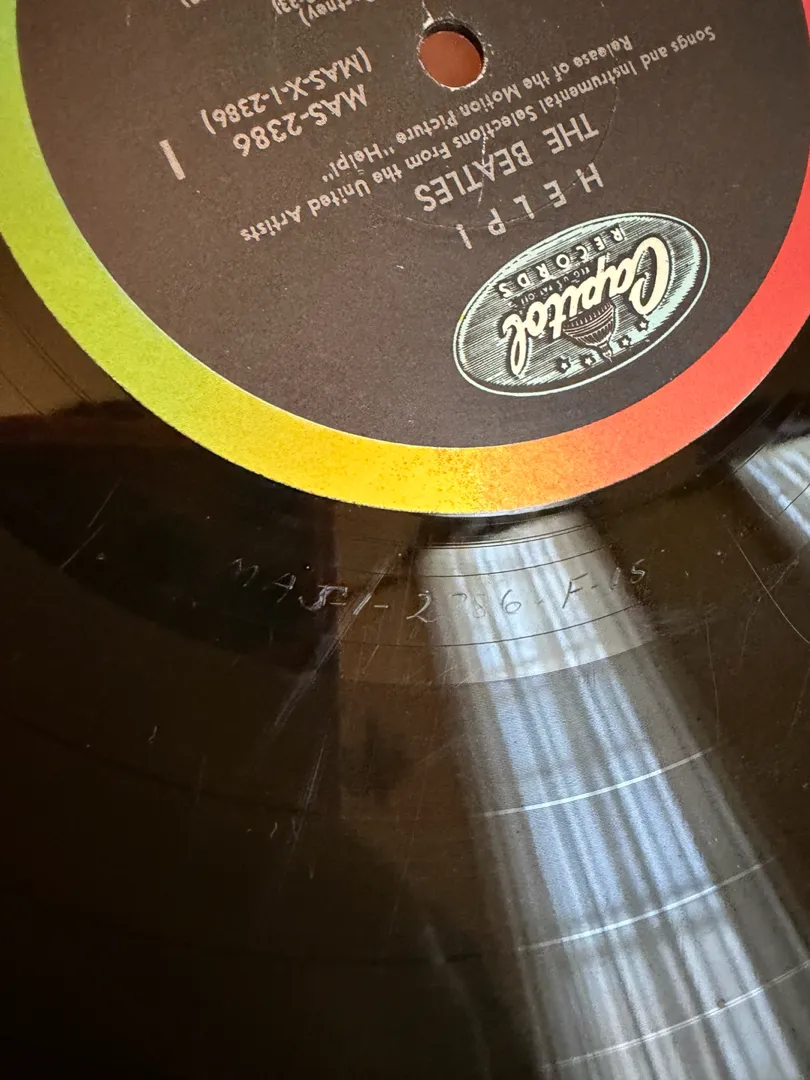 Capitol
RECORDS
HELP!
THE BEATLES
Songs and Instrumental Selections From the United Artists
Release of the Motion Picture "Help!"
MAS-2386
(MAS-X-1-2386)
1
MAS-1-2386-F-15